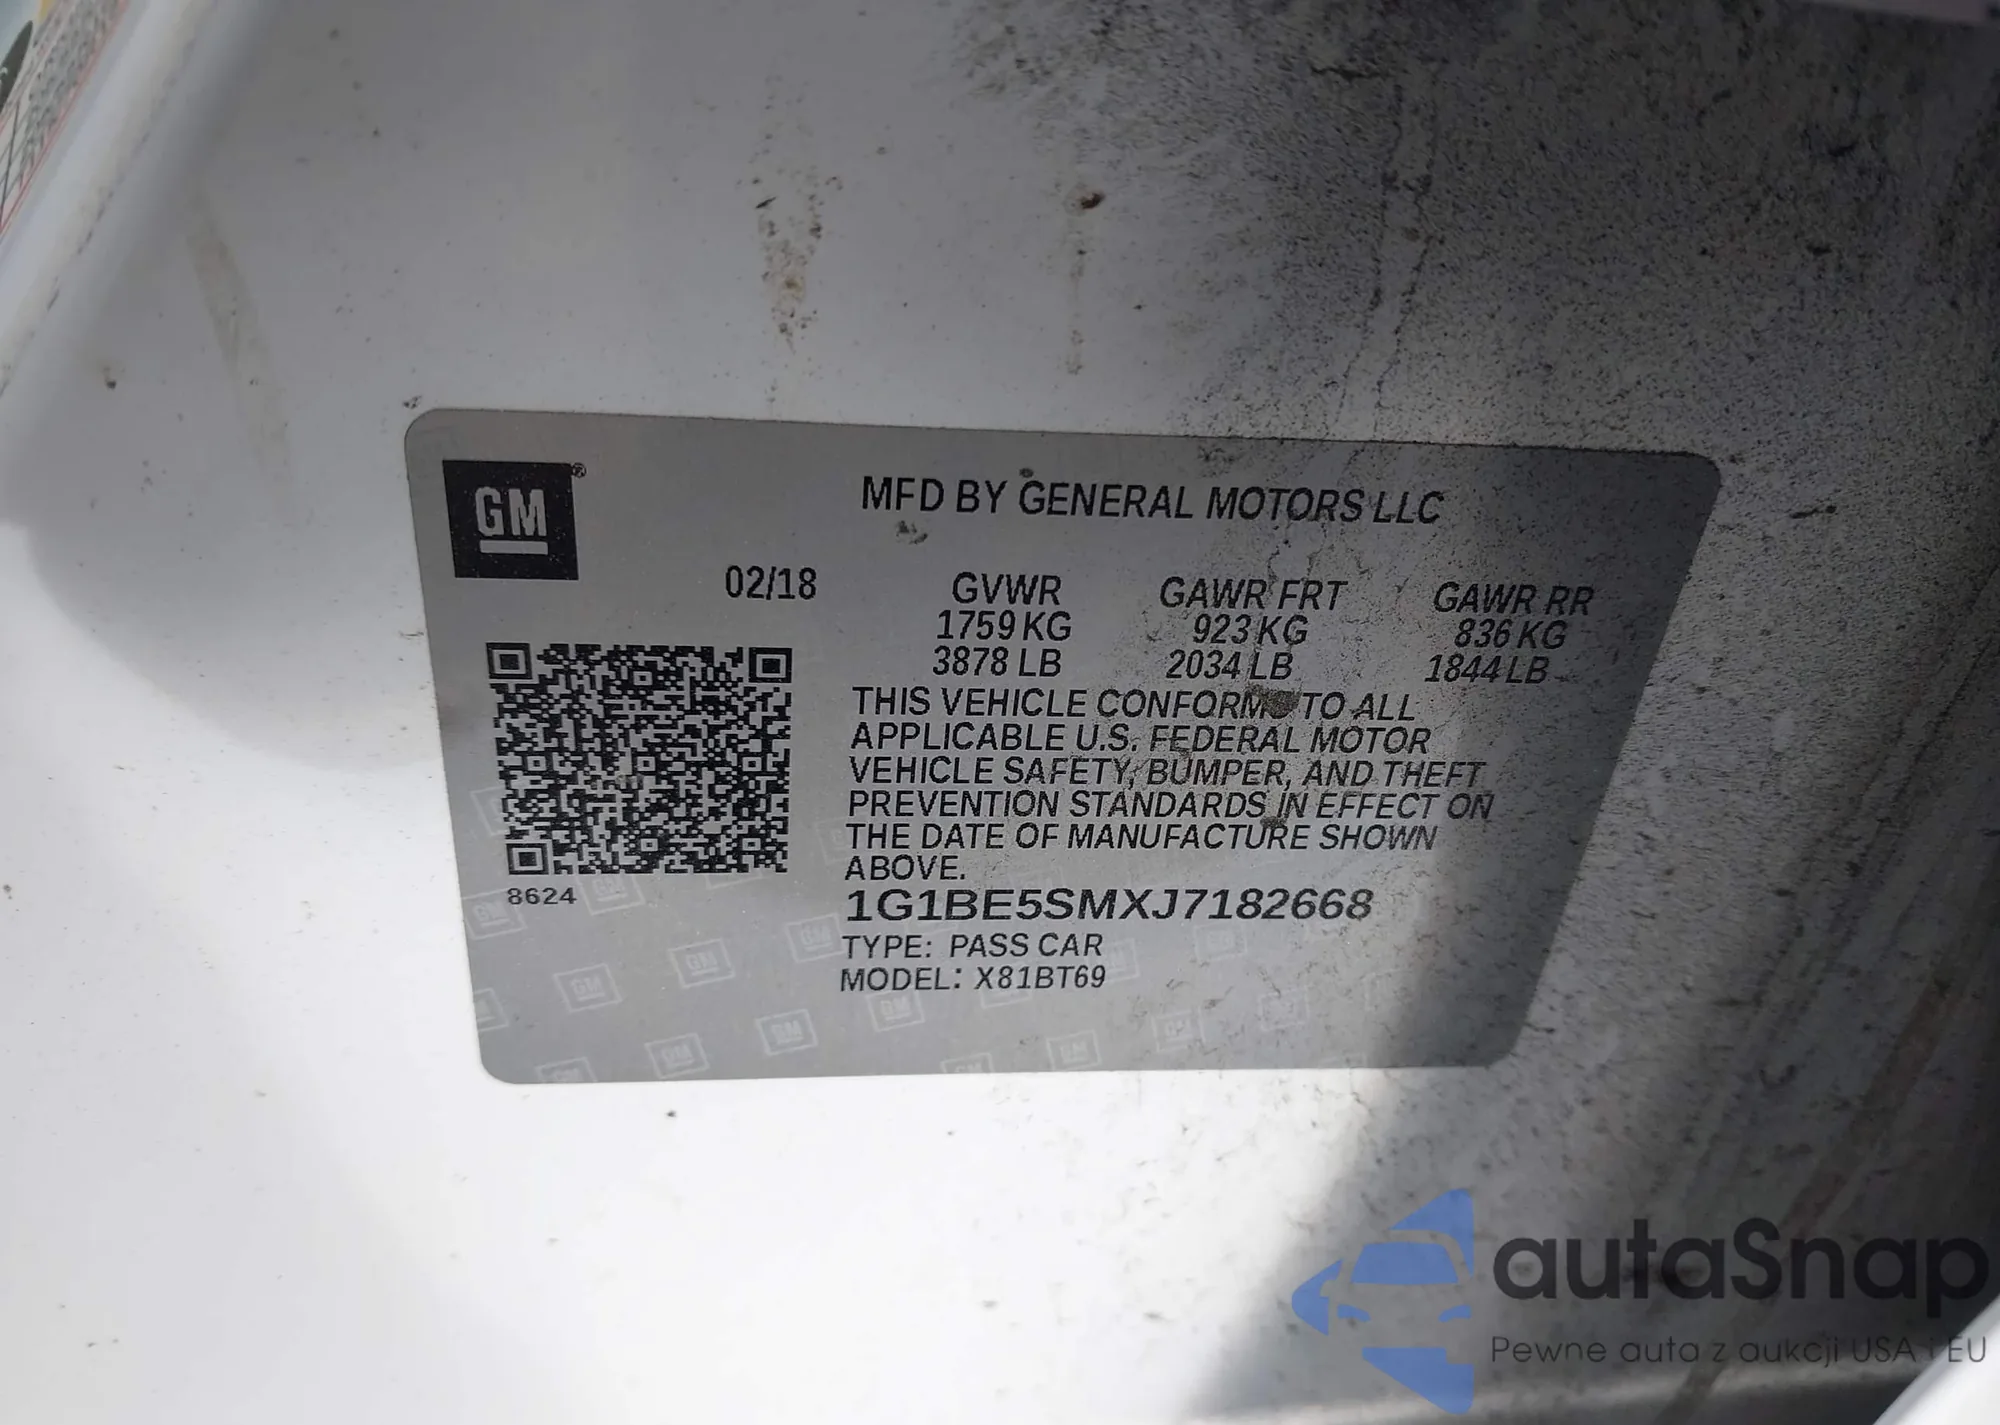 GM®
MFD BY GENERAL MOTORS LLC
02/18
GVWR GAWR FRT GAWR RR
1759 KG 923 KG 836 KG
3878 LB 2034 LB 1844 LB
THIS VEHICLE CONFORMS TO ALL
APPLICABLE U.S. FEDERAL MOTOR
VEHICLE SAFETY, BUMPER, AND THEFT
PREVENTION STANDARDS IN EFFECT ON
THE DATE OF MANUFACTURE SHOWN
ABOVE.
8624
1G1BE5SMXJ7182668
TYPE: PASS CAR
MODEL: X81BT69
autaSnap
Pewne auta z aukcji USA i EU